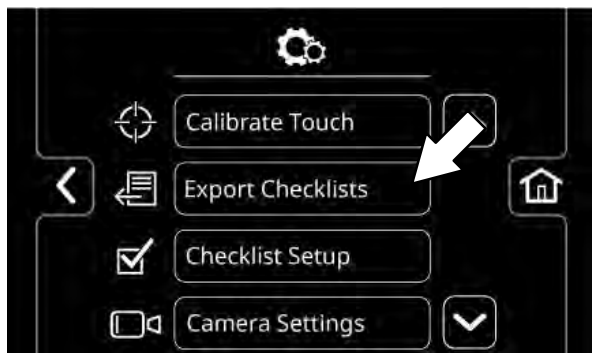 Calibrate Touch
Export Checklists
Checklist Setup
Camera Settings